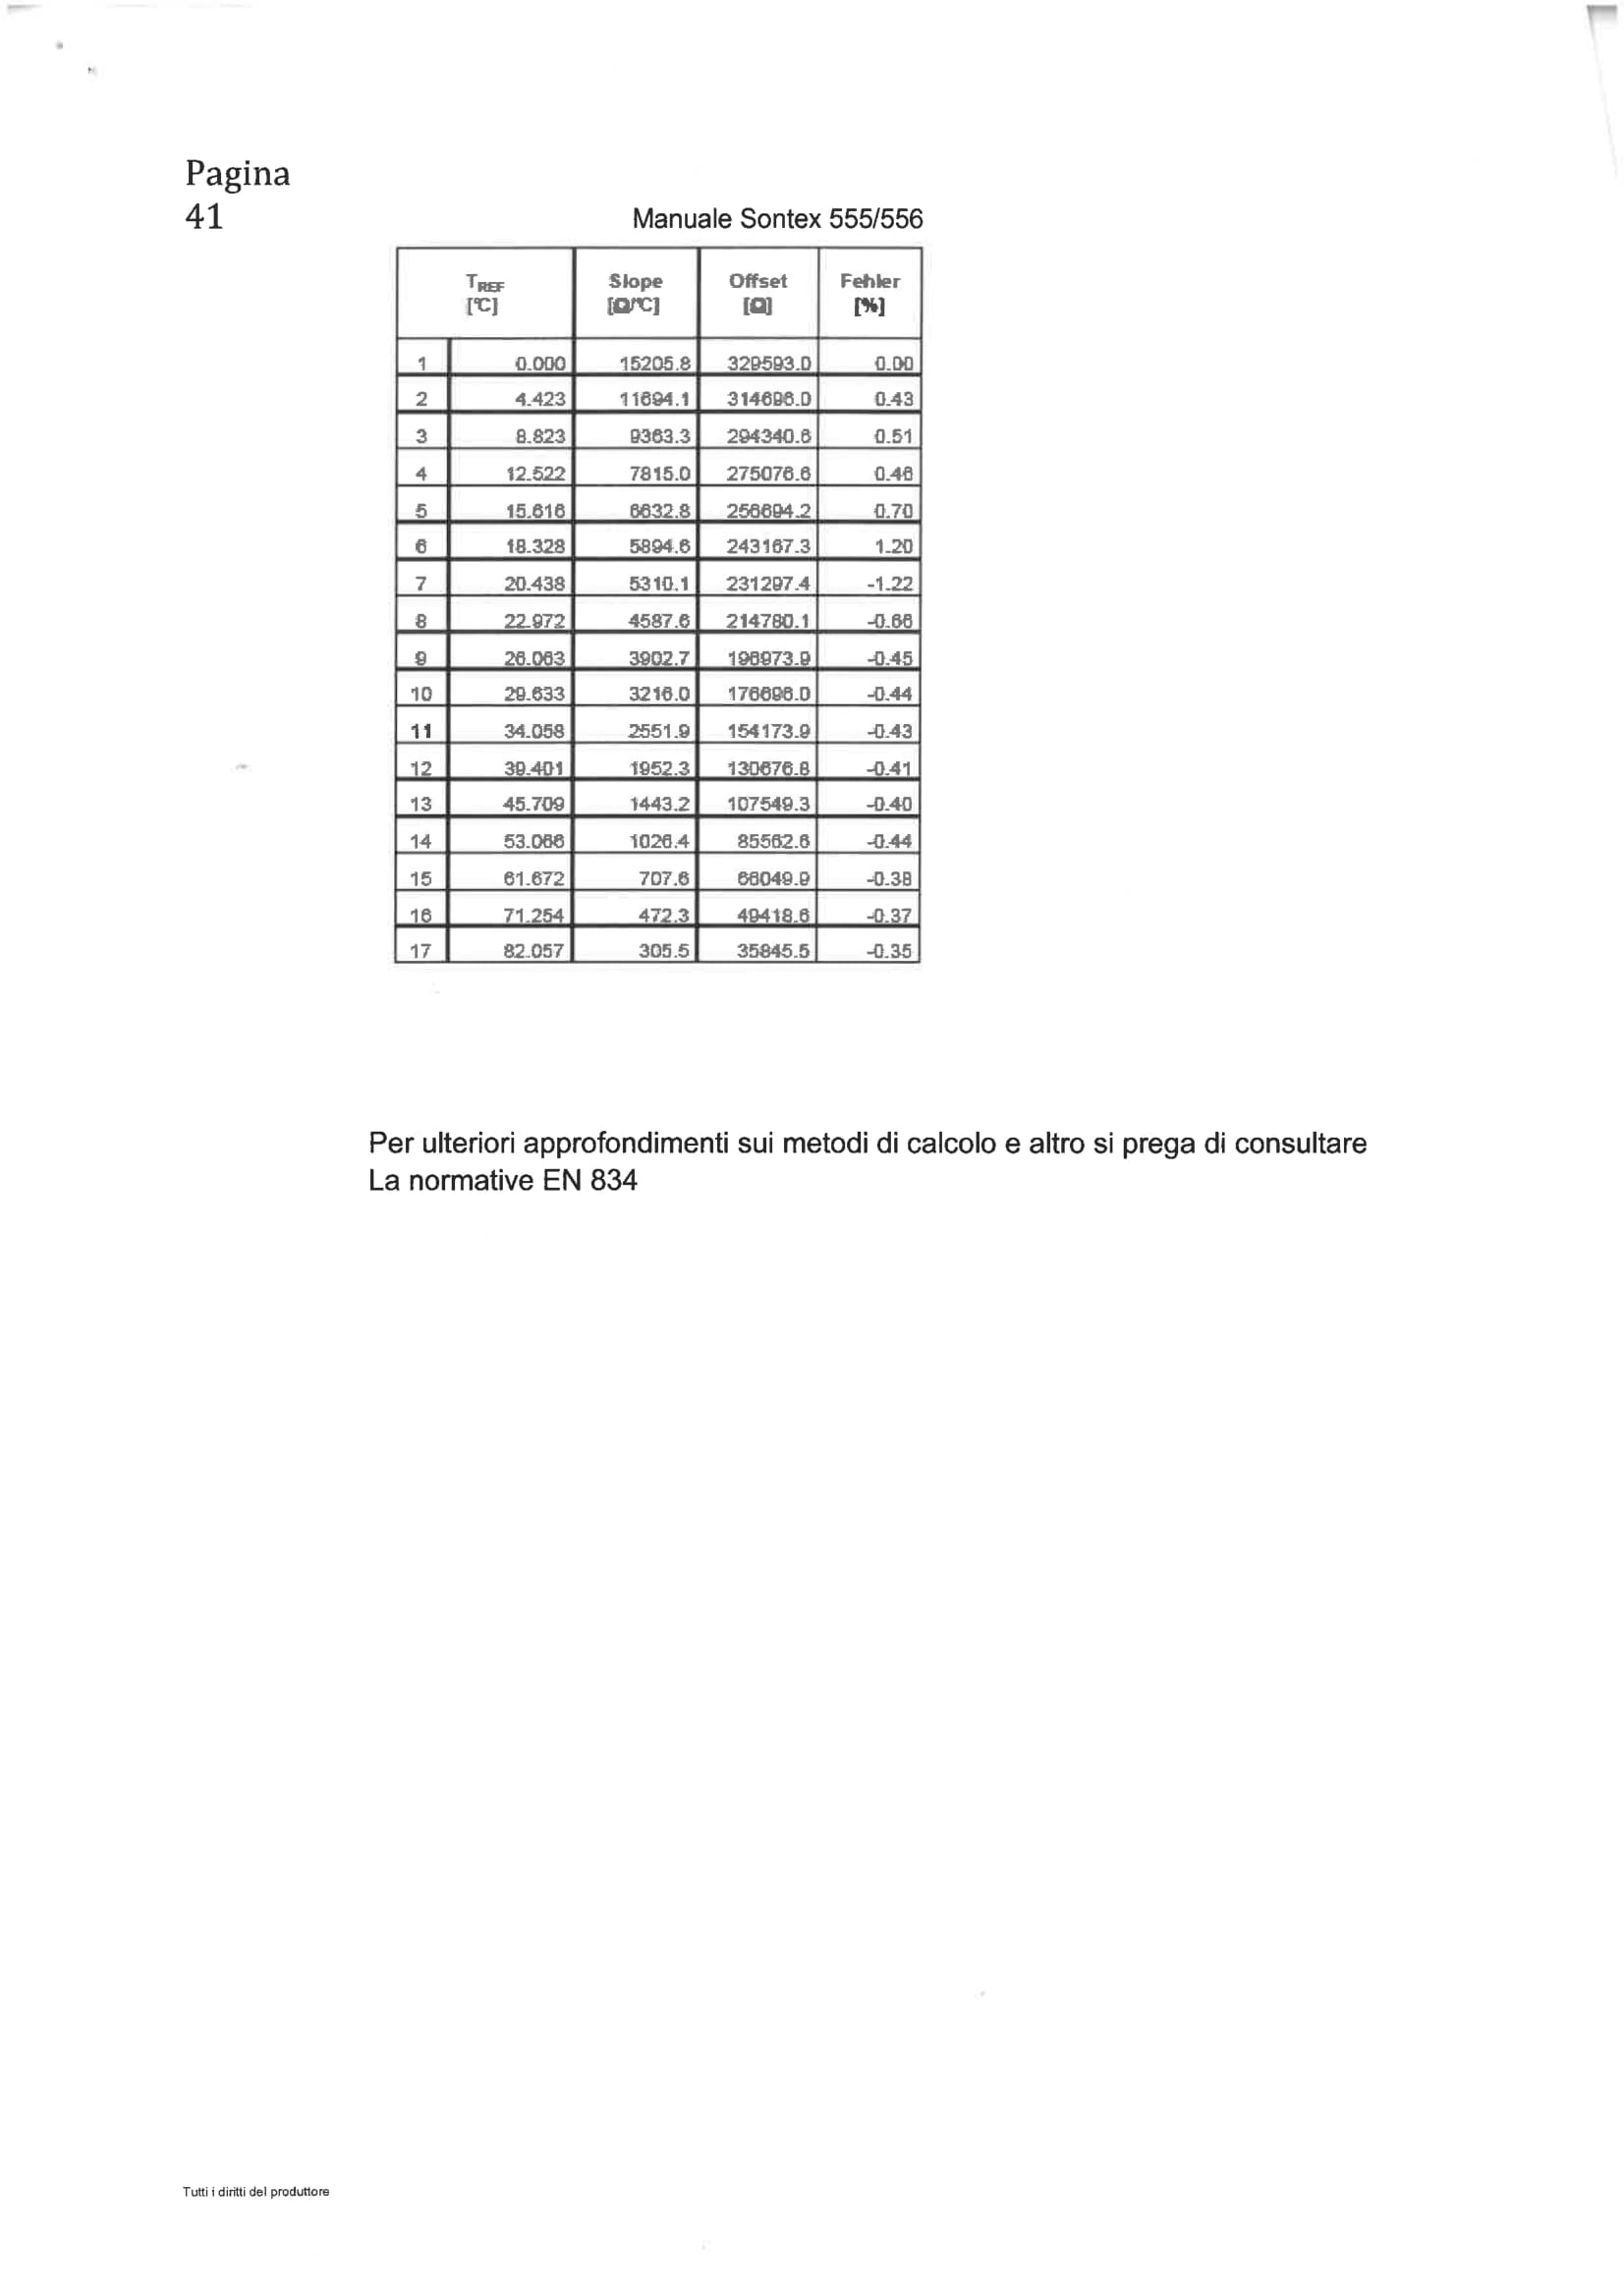 Pagina
41
Manuale Sontex 555/556
TREF Slope Offset Fehler
[°C] [Ω/°C] [Ω] [%]
1 0.000 15205.8 329593.0 0.00
2 4.423 11694.1 314696.0 0.43
3 8.823 9363.3 294340.6 0.51
4 12.522 7815.0 275076.6 0.46
5 15.616 6632.8 256694.2 0.70
6 18.328 5894.6 243167.3 1.20
7 20.438 5310.1 231297.4 -1.22
8 22.972 4587.6 214780.1 -0.66
9 26.063 3902.7 196973.9 -0.45
10 29.633 3216.0 176696.0 -0.44
11 34.058 2551.9 154173.9 -0.43
12 39.401 1952.3 130676.8 -0.41
13 45.709 1443.2 107549.3 -0.40
14 53.066 1026.4 85562.6 -0.44
15 61.672 707.6 66049.9 -0.38
16 71.254 472.3 49418.6 -0.37
17 82.057 305.5 35845.5 -0.35
Per ulteriori approfondimenti sui metodi di calcolo e altro si prega di consultare
La normative EN 834
Tutti i diritti del produttore